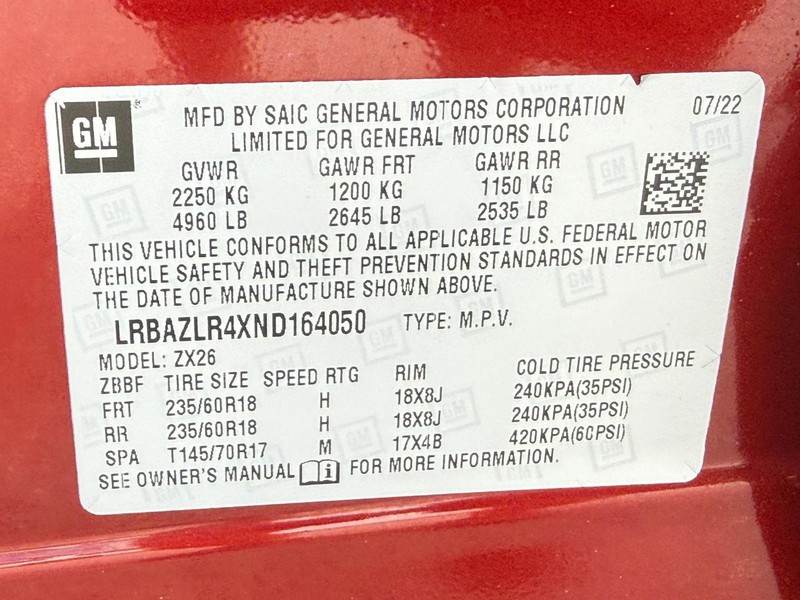 GM
MFD BY SAIC GENERAL MOTORS CORPORATION 07/22
LIMITED FOR GENERAL MOTORS LLC
GVWR GAWR FRT GAWR RR
2250 KG 1200 KG 1150 KG
4960 LB 2645 LB 2535 LB
THIS VEHICLE CONFORMS TO ALL APPLICABLE U.S. FEDERAL MOTOR
VEHICLE SAFETY AND THEFT PREVENTION STANDARDS IN EFFECT ON
THE DATE OF MANUFACTURE SHOWN ABOVE.
LRBAZLR4XND164050 TYPE: M.P.V.
MODEL: ZX26
ZBBF TIRE SIZE SPEED RTG RIM COLD TIRE PRESSURE
FRT 235/60R18 H 18X8J 240KPA(35PSI)
RR 235/60R18 H 18X8J 240KPA(35PSI)
SPA T145/70R17 M 17X4B 420KPA(60PSI)
SEE OWNER'S MANUAL i FOR MORE INFORMATION.